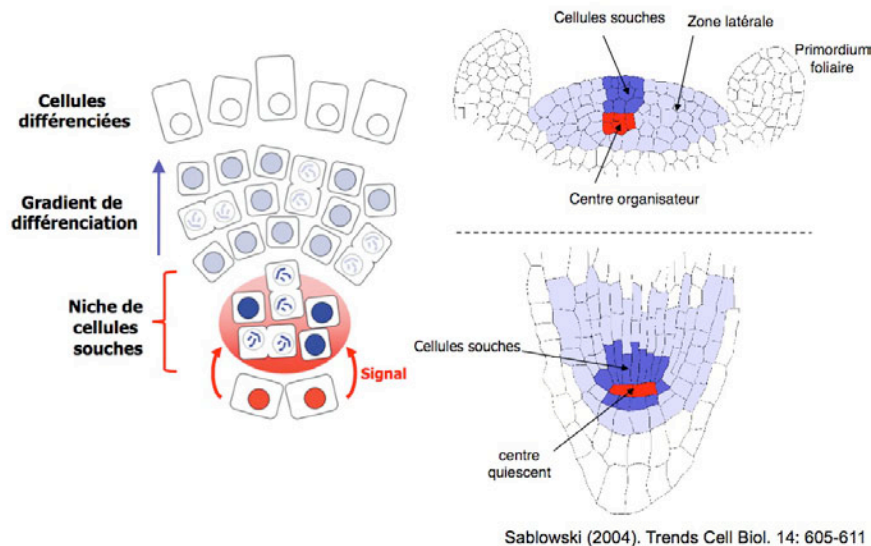 Cellules
différenciées
Gradient de
différenciation
Niche de
cellules
souches
Signal
Cellules souches
Zone latérale
Primordium
foliaire
Centre organisateur
Cellules souches
centre
quiescent
Sablowski (2004). Trends Cell Biol. 14: 605-611